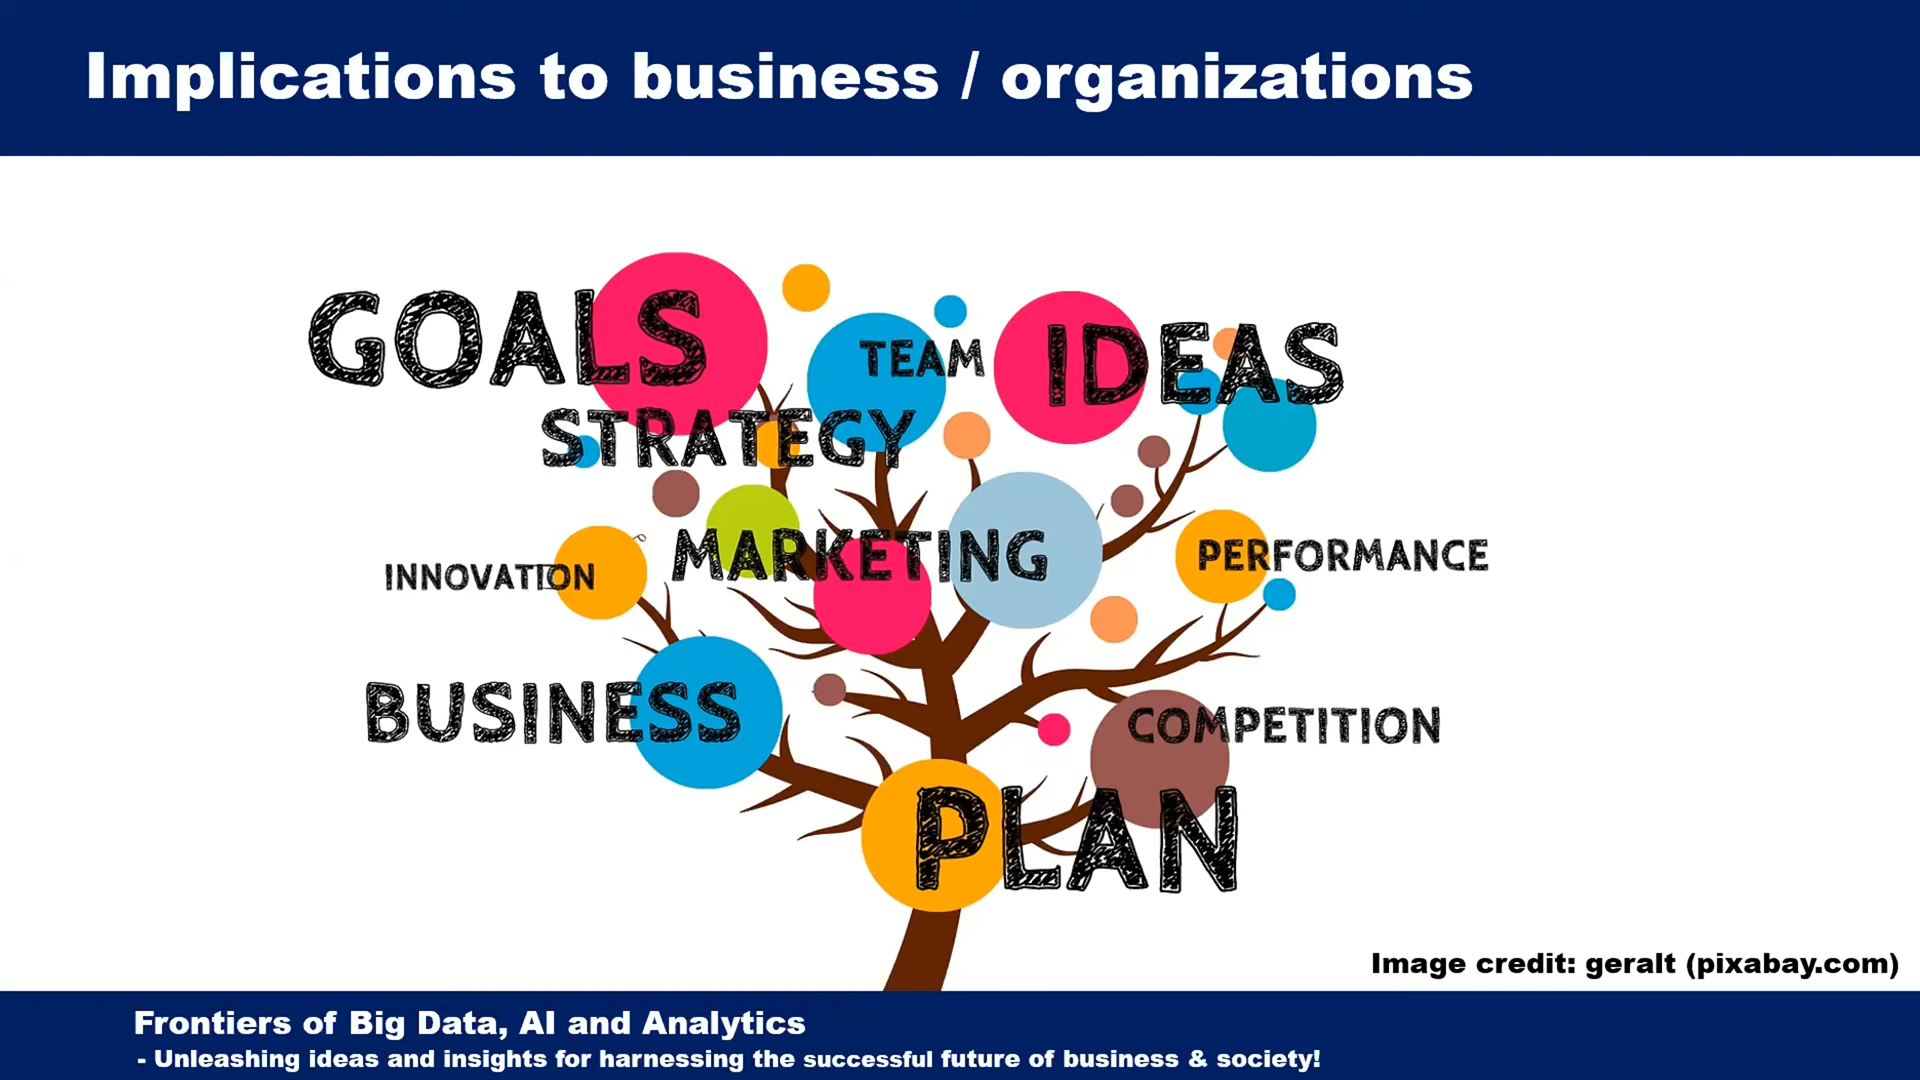 Implications to business / organizations
GOALS
TEAM
IDEAS
STRATEGY
MARKETING
PERFORMANCE
INNOVATION
BUSINESS
COMPETITION
PLAN
Image credit: geralt (pixabay.com)
Frontiers of Big Data, AI and Analytics
- Unleashing ideas and insights for harnessing the successful future of business & society!